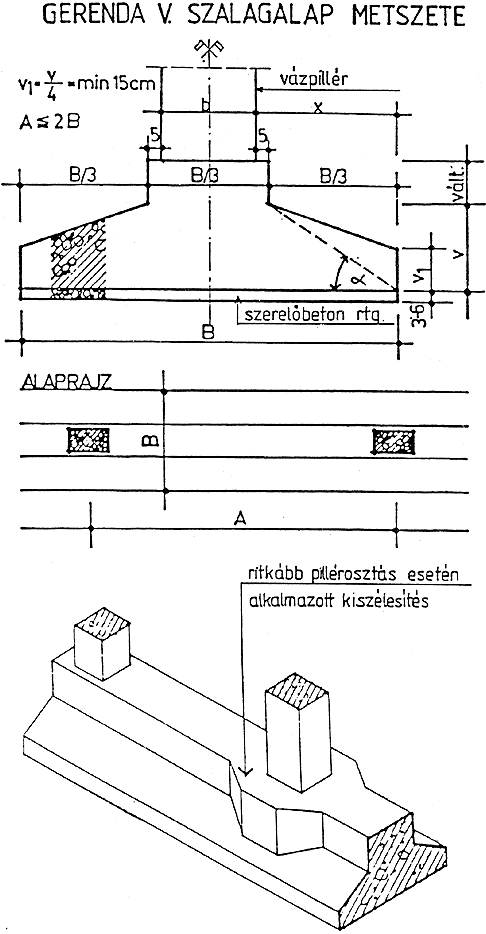 GERENDA V. SZALAGALAP METSZETE
v1=v/4=min 15cm
A≦2B
vázpillér
b
x
5
5
B/3
B/3
B/3
vált.
v
v1
α
3-6
szerelőbeton rtg.
B
ALAPRAJZ
B
A
ritkább pillérosztás esetén
alkalmazott kiszélesítés